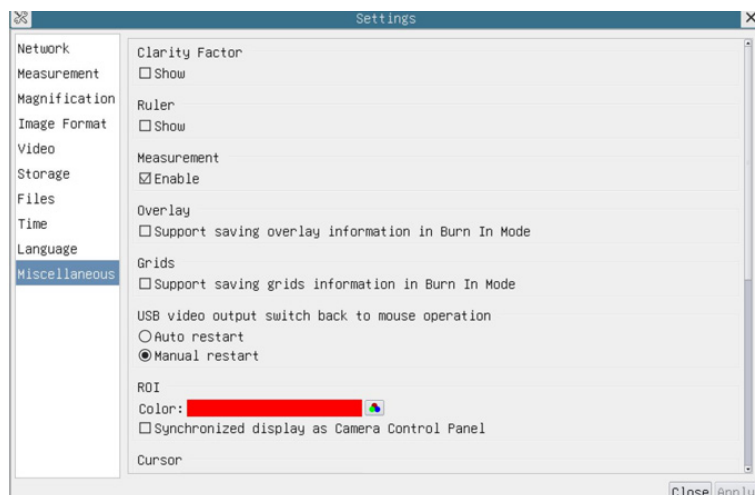 Settings
Network
Measurement
Magnification
Image Format
Video
Storage
Files
Time
Language
Miscellaneous
Clarity Factor
Show
Ruler
Show
Measurement
Enable
Overlay
Support saving overlay information in Burn In Mode
Grids
Support saving grids information in Burn In Mode
USB video output switch back to mouse operation
Auto restart
Manual restart
ROI
Color:
Synchronized display as Camera Control Panel
Cursor
Close Apply